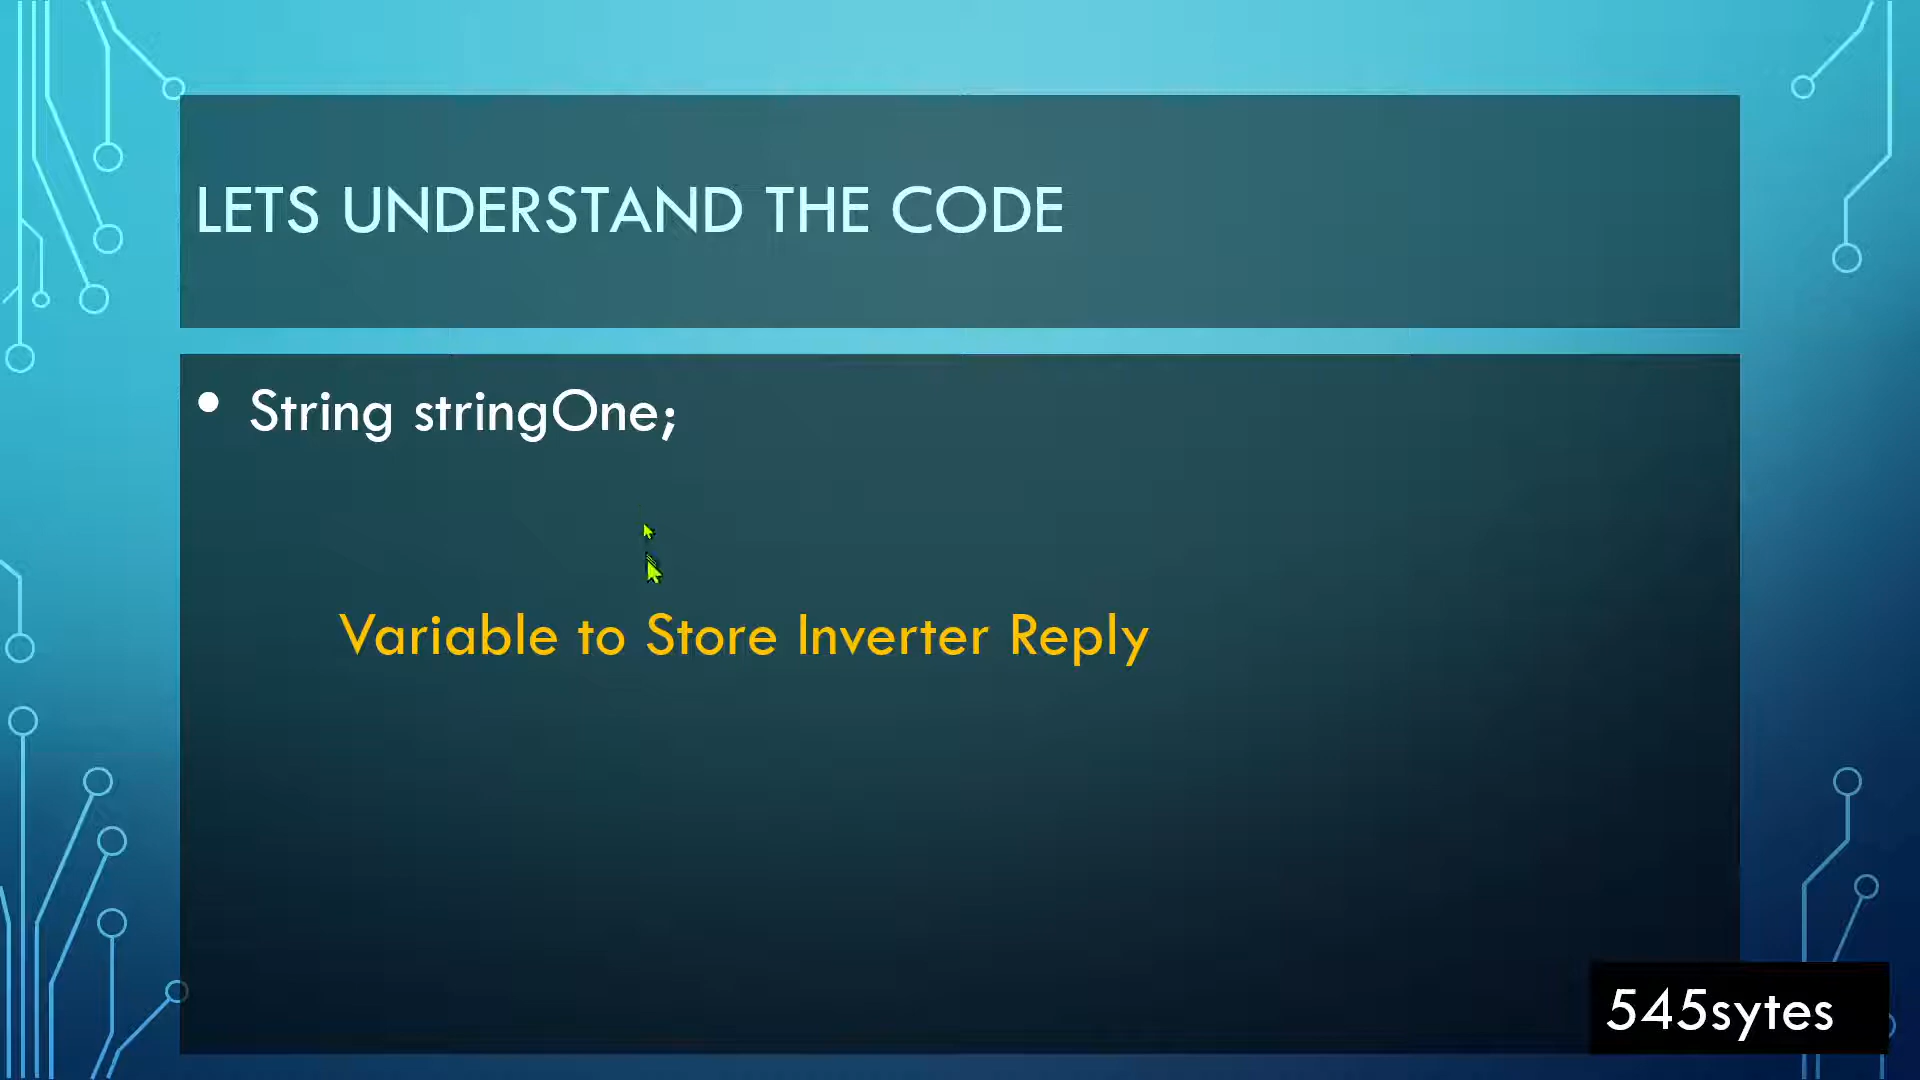 LETS UNDERSTAND THE CODE
• String stringOne;
Variable to Store Inverter Reply
545sytes